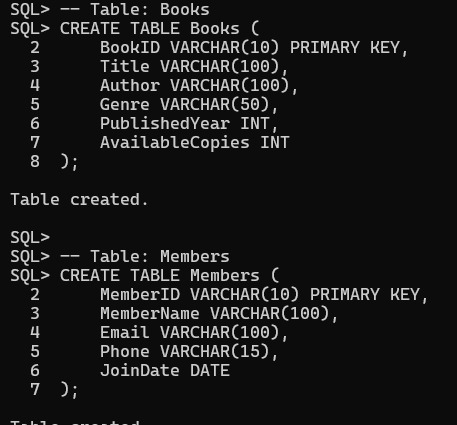 SQL> -- Table: Books
SQL> CREATE TABLE Books (
  2      BookID VARCHAR(10) PRIMARY KEY,
  3      Title VARCHAR(100),
  4      Author VARCHAR(100),
  5      Genre VARCHAR(50),
  6      PublishedYear INT,
  7      AvailableCopies INT
  8  );
Table created.
SQL>
SQL> -- Table: Members
SQL> CREATE TABLE Members (
  2      MemberID VARCHAR(10) PRIMARY KEY,
  3      MemberName VARCHAR(100),
  4      Email VARCHAR(100),
  5      Phone VARCHAR(15),
  6      JoinDate DATE
  7  );
Table created